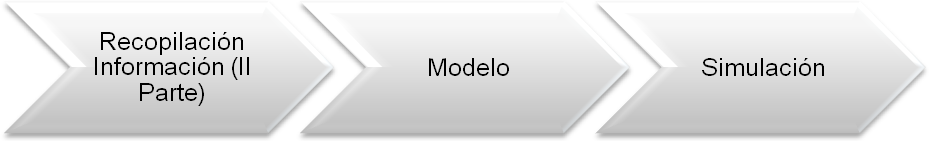 Recopilación
Información (II
Parte)
Modelo
Simulación